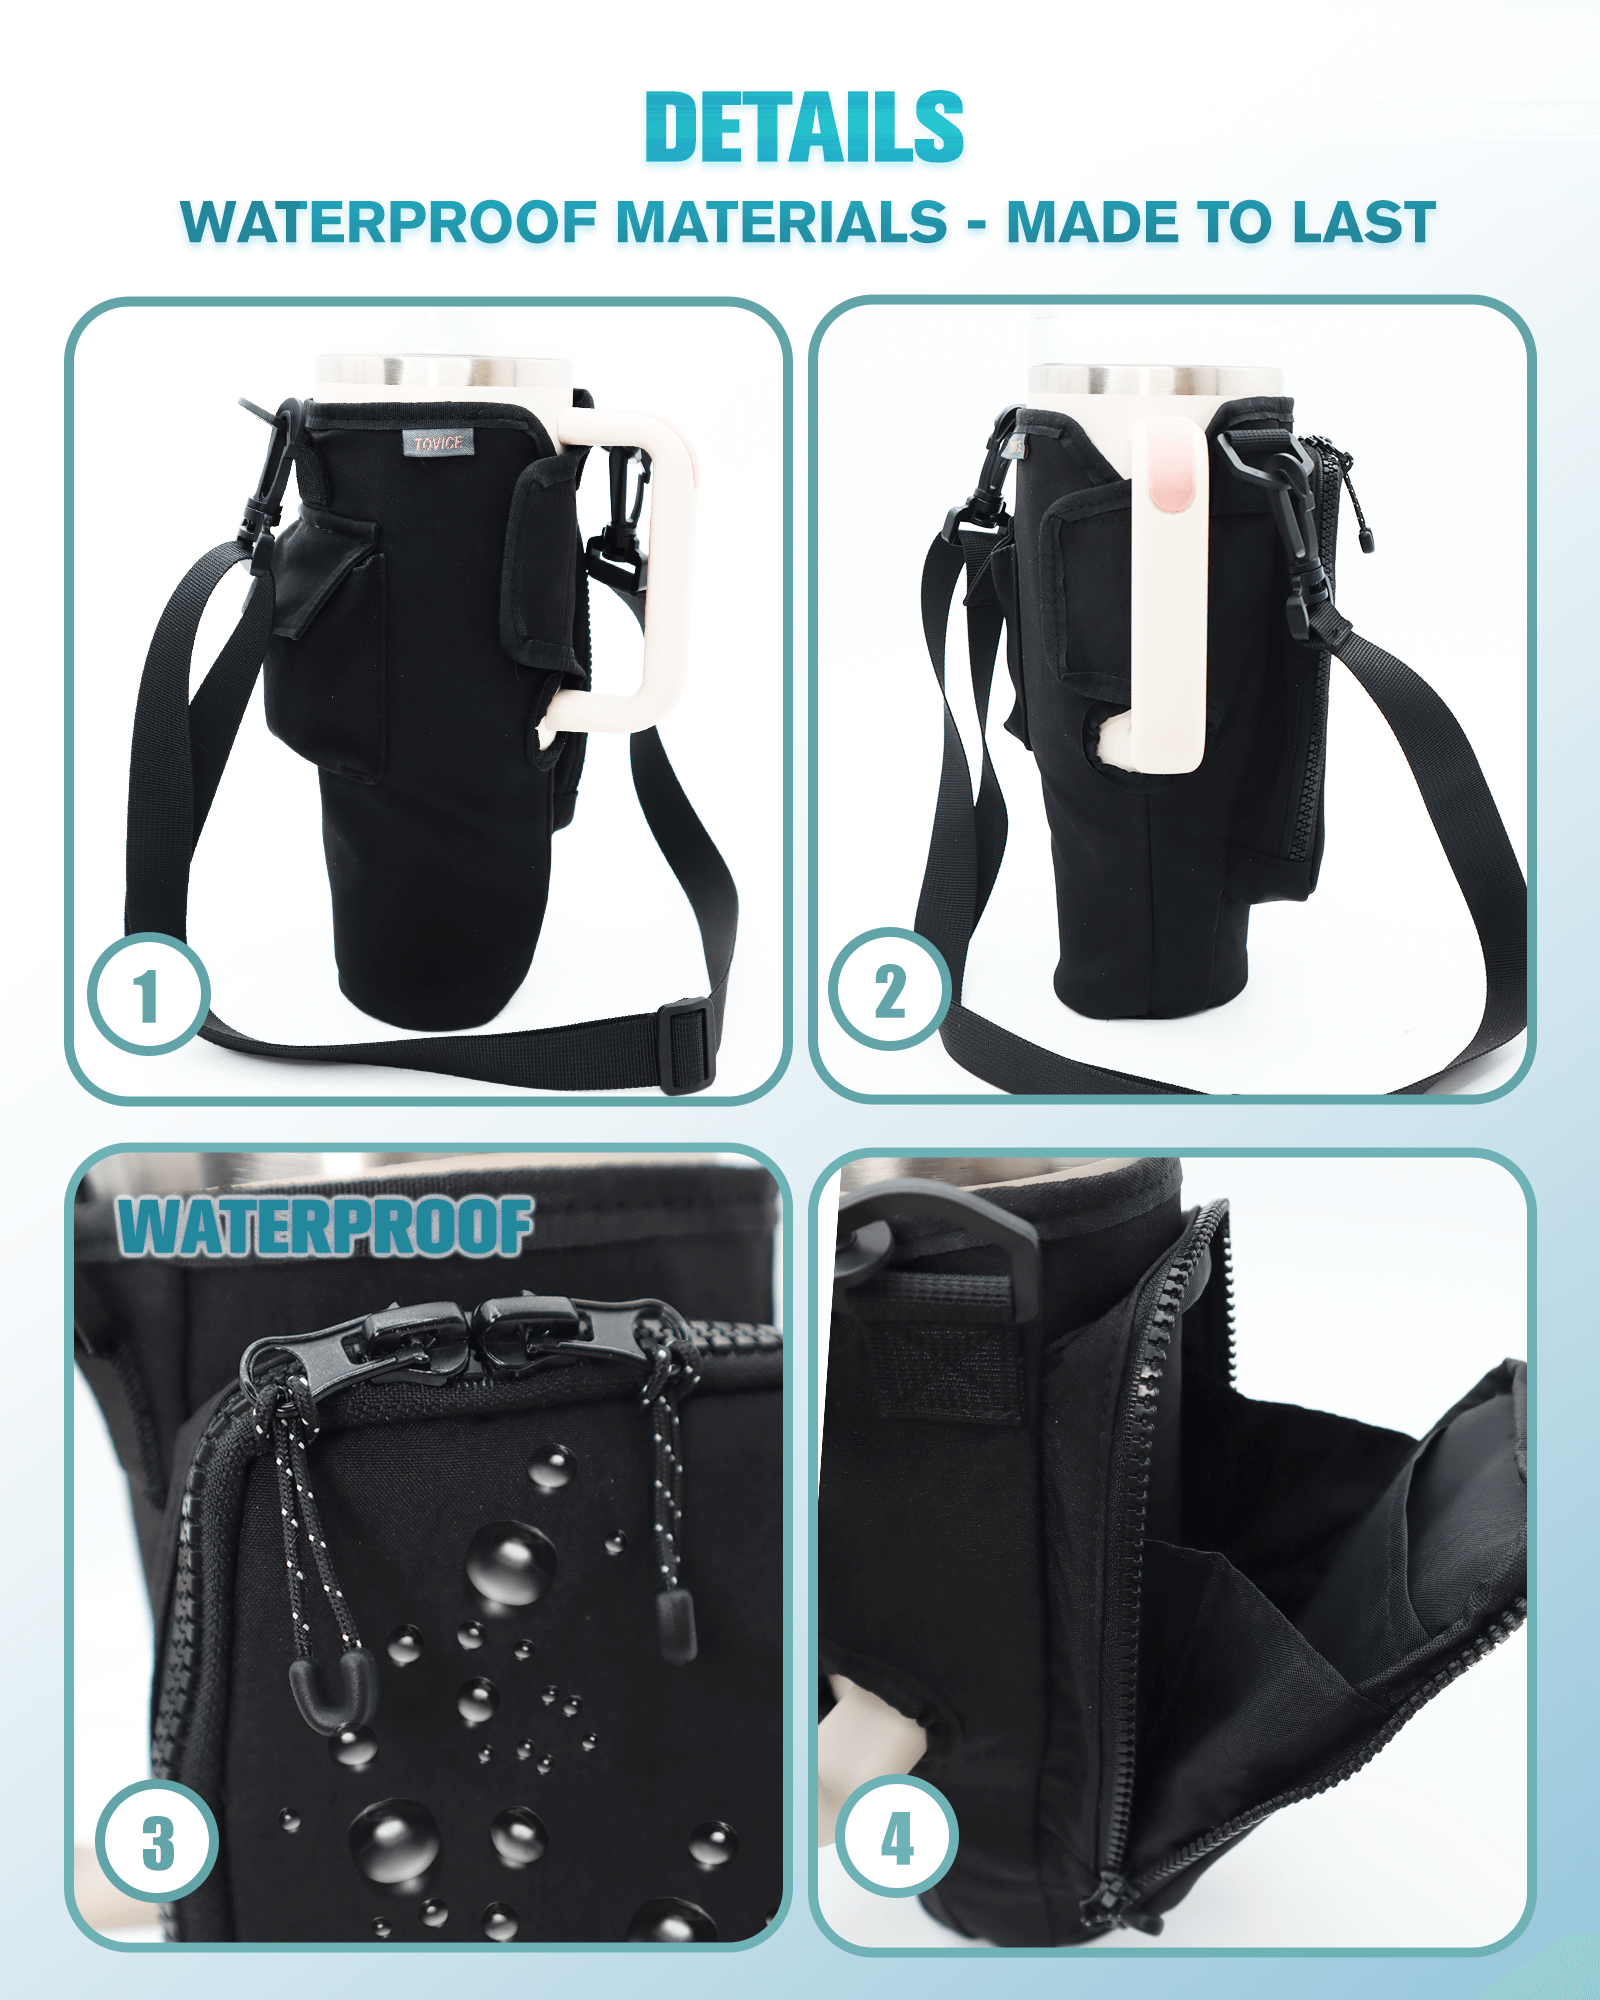 DETAILS
WATERPROOF MATERIALS - MADE TO LAST
TOVICE
1
2
WATERPROOF
3
4